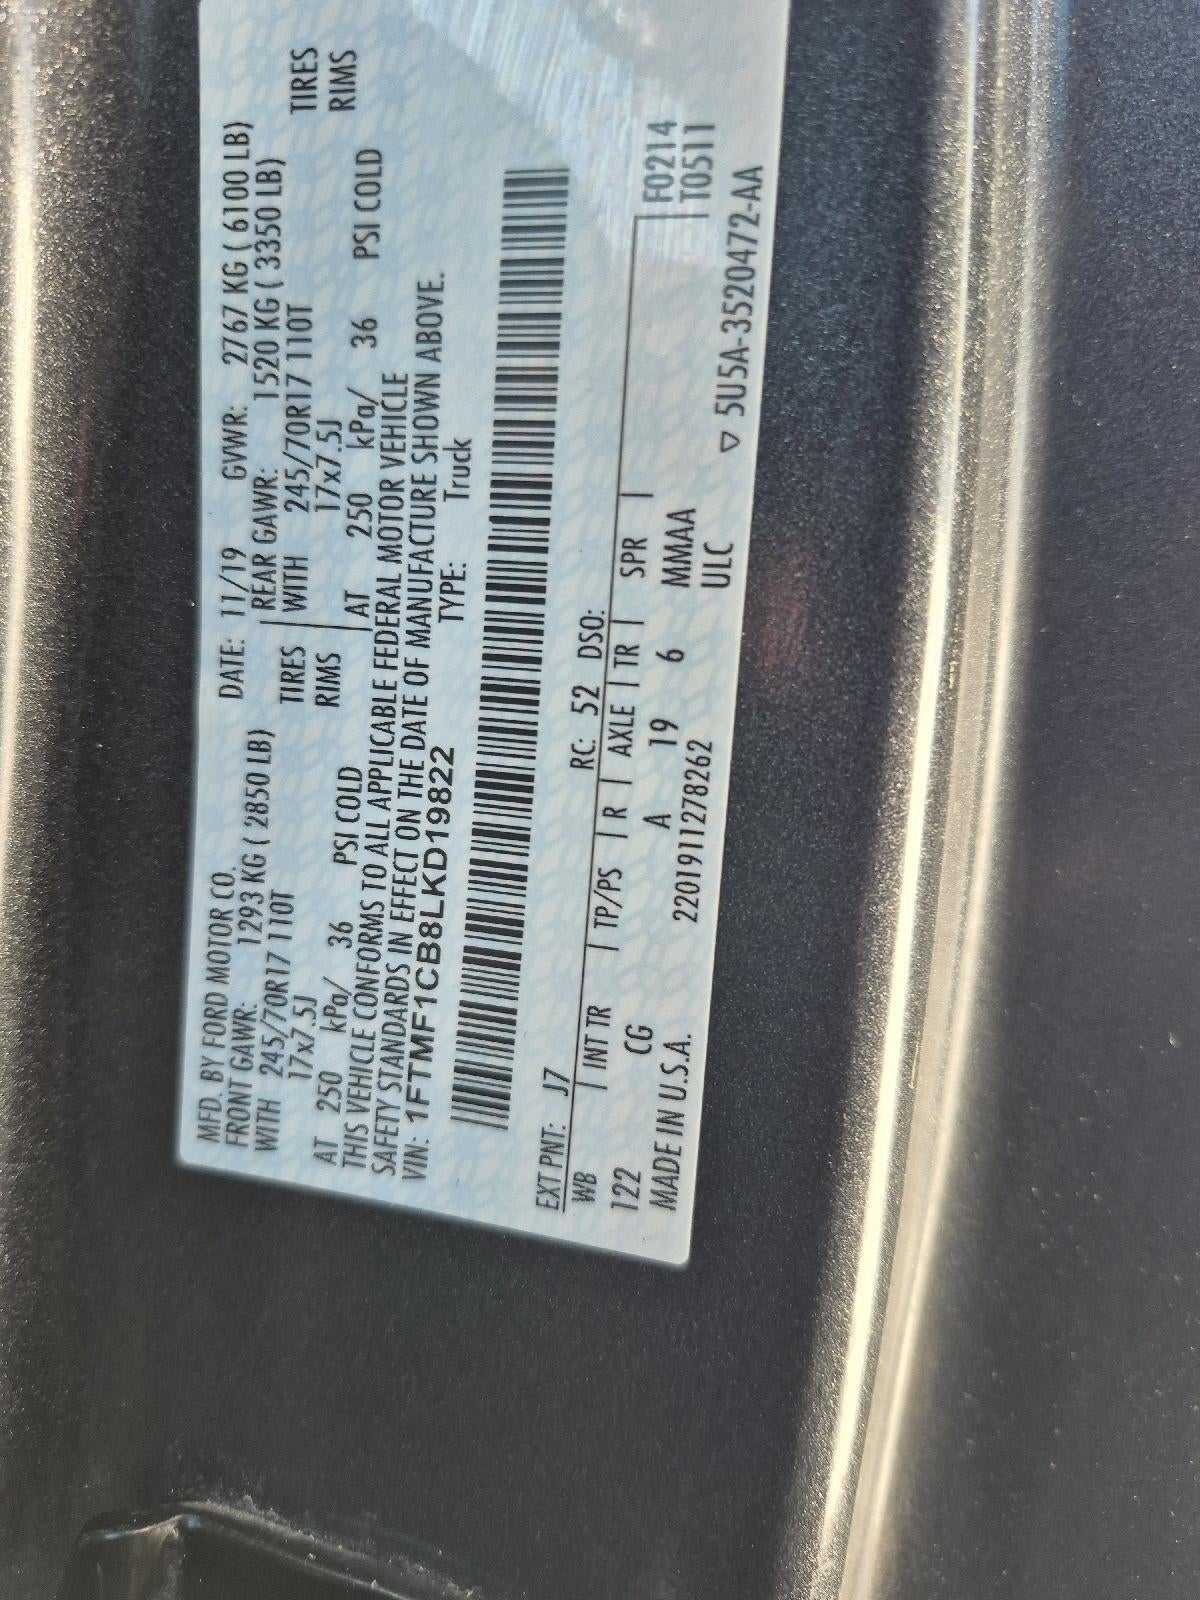 MFD. BY FORD MOTOR CO. DATE: 11/19 GVWR: 2767 KG ( 6100 LB)
FRONT GAWR: 1293 KG ( 2850 LB) REAR GAWR: 1520 KG ( 3350 LB)
WITH 245/70R17 110T TIRES WITH 245/70R17 110T TIRES
17x7.5J RIMS 17x7.5J RIMS
AT 250 kPa/ 36 PSI COLD AT 250 kPa/ 36 PSI COLD
THIS VEHICLE CONFORMS TO ALL APPLICABLE FEDERAL MOTOR VEHICLE
SAFETY STANDARDS IN EFFECT ON THE DATE OF MANUFACTURE SHOWN ABOVE.
VIN: 1FTMF1CB8LKD19822 TYPE: Truck
EXT PNT: J7 RC: 52 DSO:
WB | INT TR | TP/PS | R | AXLE | TR | SPR | F0214
122 CG A 19 6 MMAA T0511
MADE IN U.S.A. 220191127 8262 ULC
▽ 5U5A-3520472-AA